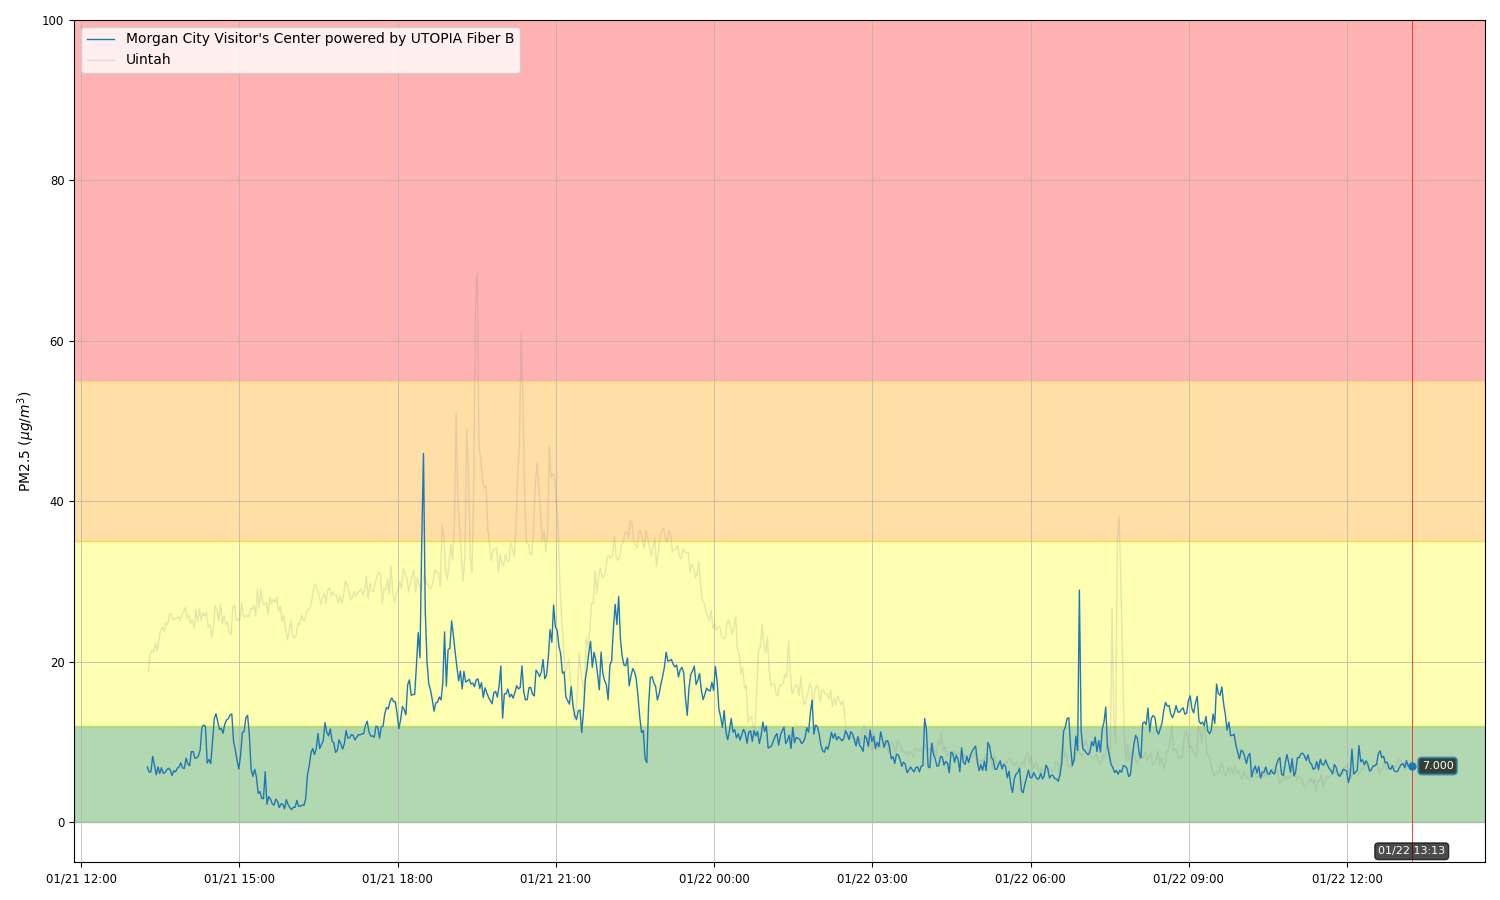 100
80
60
40
20
0
PM2.5 (μg/m³)
Morgan City Visitor's Center powered by UTOPIA Fiber B
Uintah
7.000
01/22 13:13
01/21 12:00 01/21 15:00 01/21 18:00 01/21 21:00 01/22 00:00 01/22 03:00 01/22 06:00 01/22 09:00 01/22 12:00